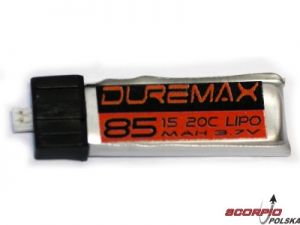 DUREMAX
85 1S 20C LIPO
MAH 3.7V
SCORPIO
POLSKA